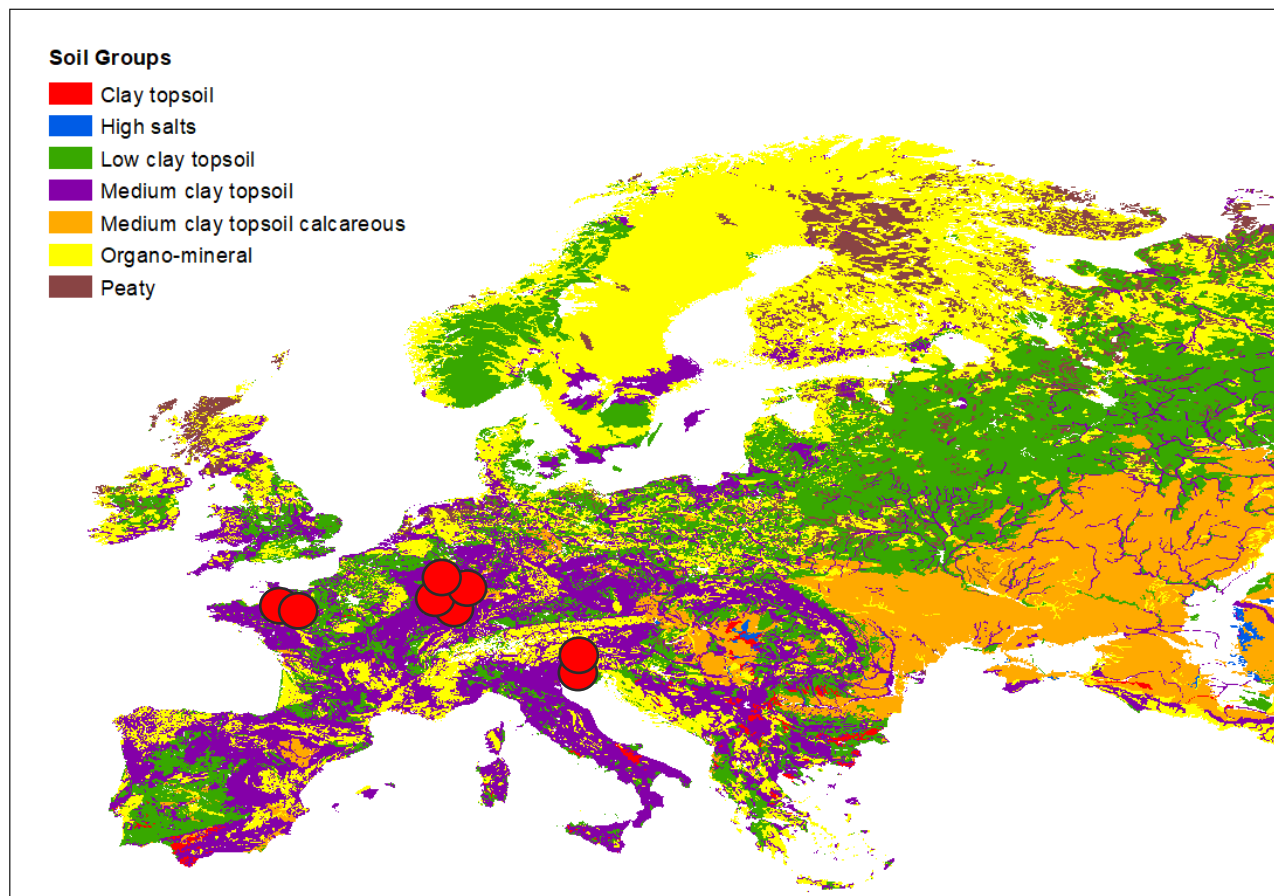 Soil Groups
Clay topsoil
High salts
Low clay topsoil
Medium clay topsoil
Medium clay topsoil calcareous
Organo-mineral
Peaty